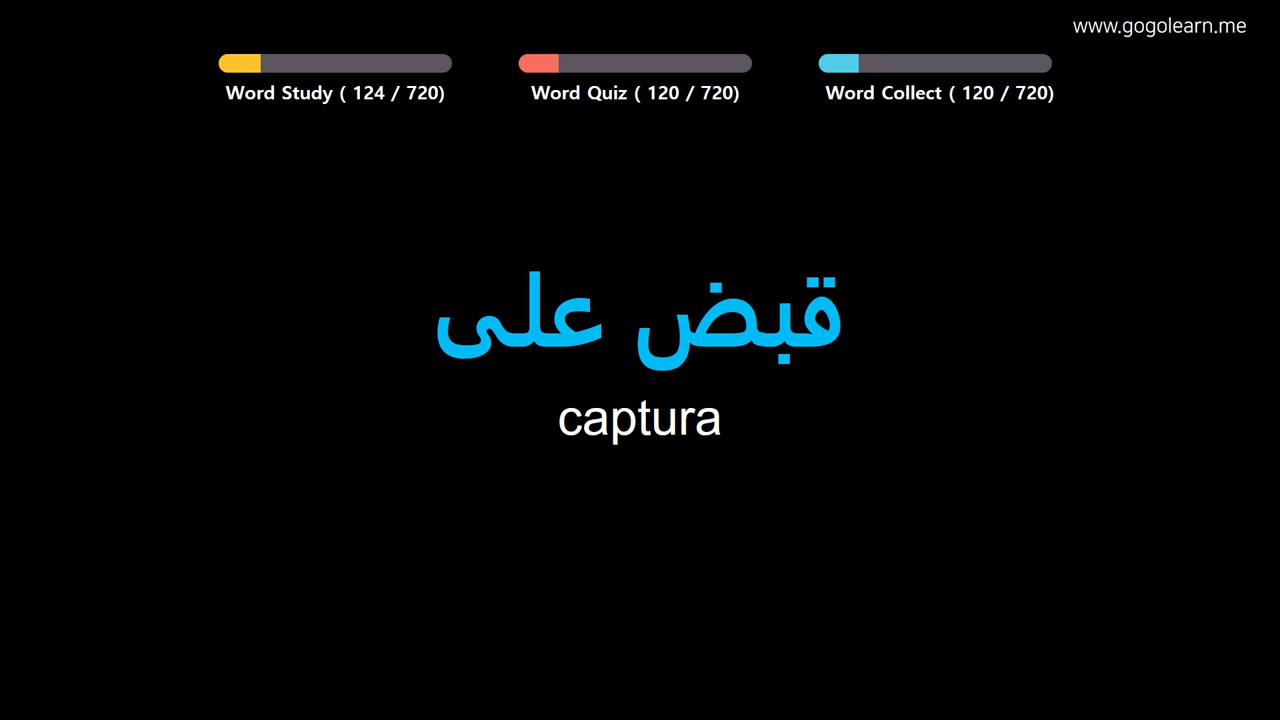 www.gogolearn.me
Word Study ( 124 / 720)
Word Quiz ( 120 / 720)
Word Collect ( 120 / 720)
قبض على
captura